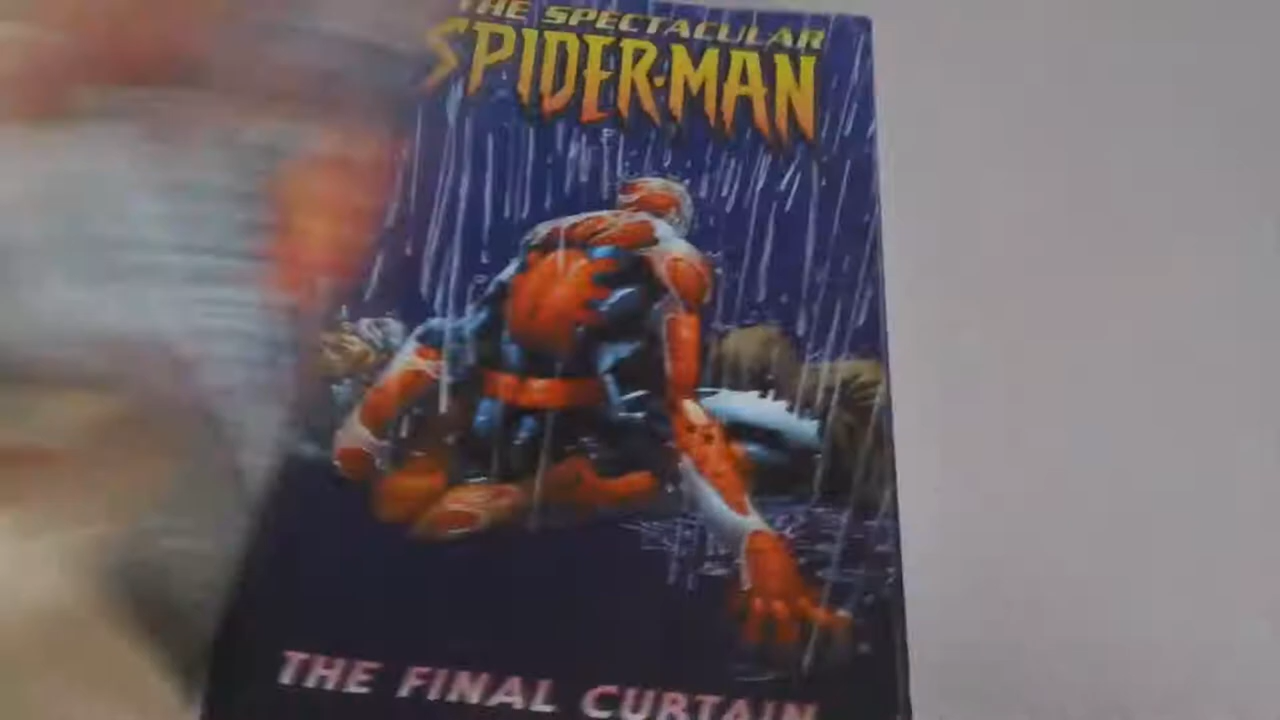 THE SPECTACULAR
SPIDER-MAN
THE FINAL CURTAIN